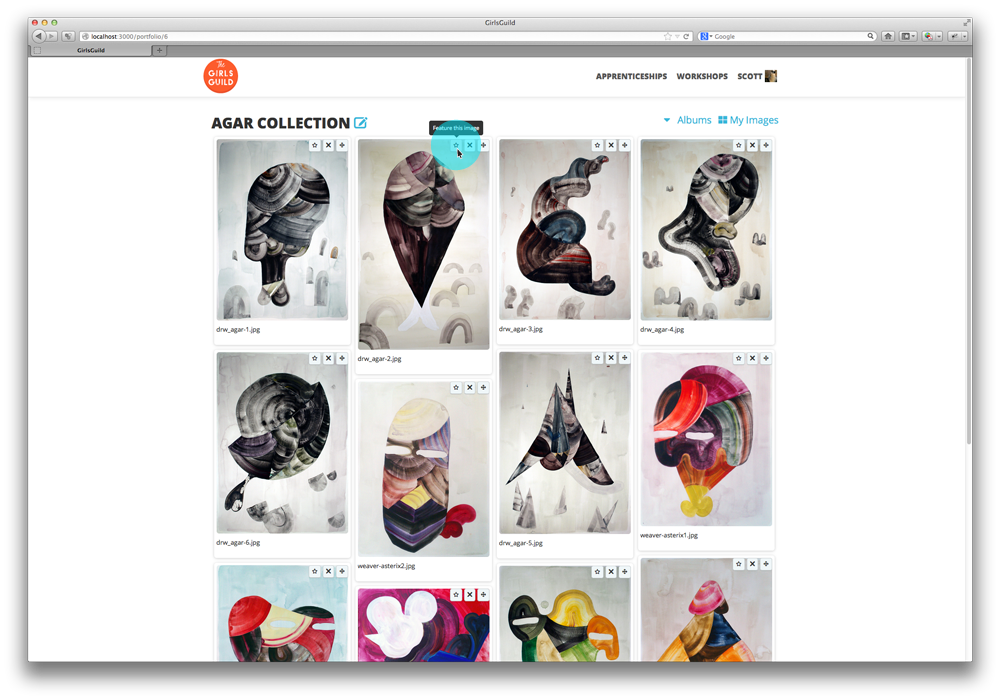 GirlsGuild
localhost:3000/portfolio/6
Google
GirlsGuild
The
GIRLS
GUILD
APPRENTICESHIPS
WORKSHOPS
SCOTT
AGAR COLLECTION
Albums
My Images
Feature this image
drw_agar-1.jpg
drw_agar-2.jpg
drw_agar-3.jpg
drw_agar-4.jpg
drw_agar-6.jpg
weaver-asterix2.jpg
drw_agar-5.jpg
weaver-asterix1.jpg